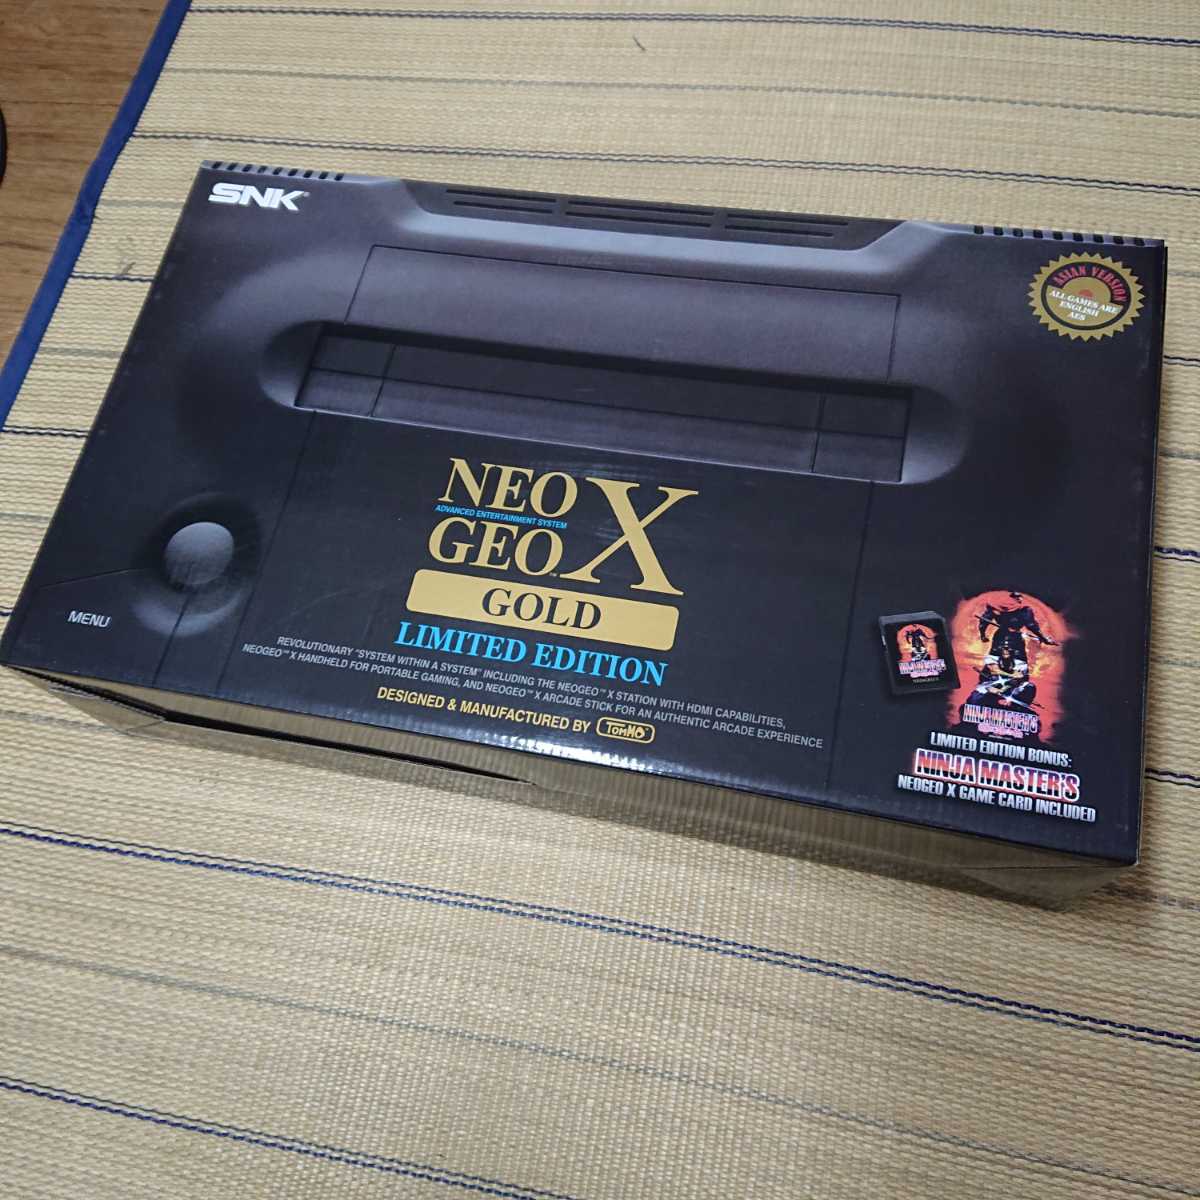 SNK
ASIAN VERSION
ALL GAMES ARE
ENGLISH
AES
NEO
ADVANCED ENTERTAINMENT SYSTEM
GEO X
™
GOLD
LIMITED EDITION
MENU
REVOLUTIONARY "SYSTEM WITHIN A SYSTEM" INCLUDING THE NEOGEO™ X STATION WITH HDMI CAPABILITIES,
NEOGEO™ X HANDHELD FOR PORTABLE GAMING, AND NEOGEO™ X ARCADE STICK FOR AN AUTHENTIC ARCADE EXPERIENCE
DESIGNED & MANUFACTURED BY TOMMO
NINJA MASTER'S
LIMITED EDITION BONUS:
NINJA MASTER'S
NEOGEO X GAME CARD INCLUDED